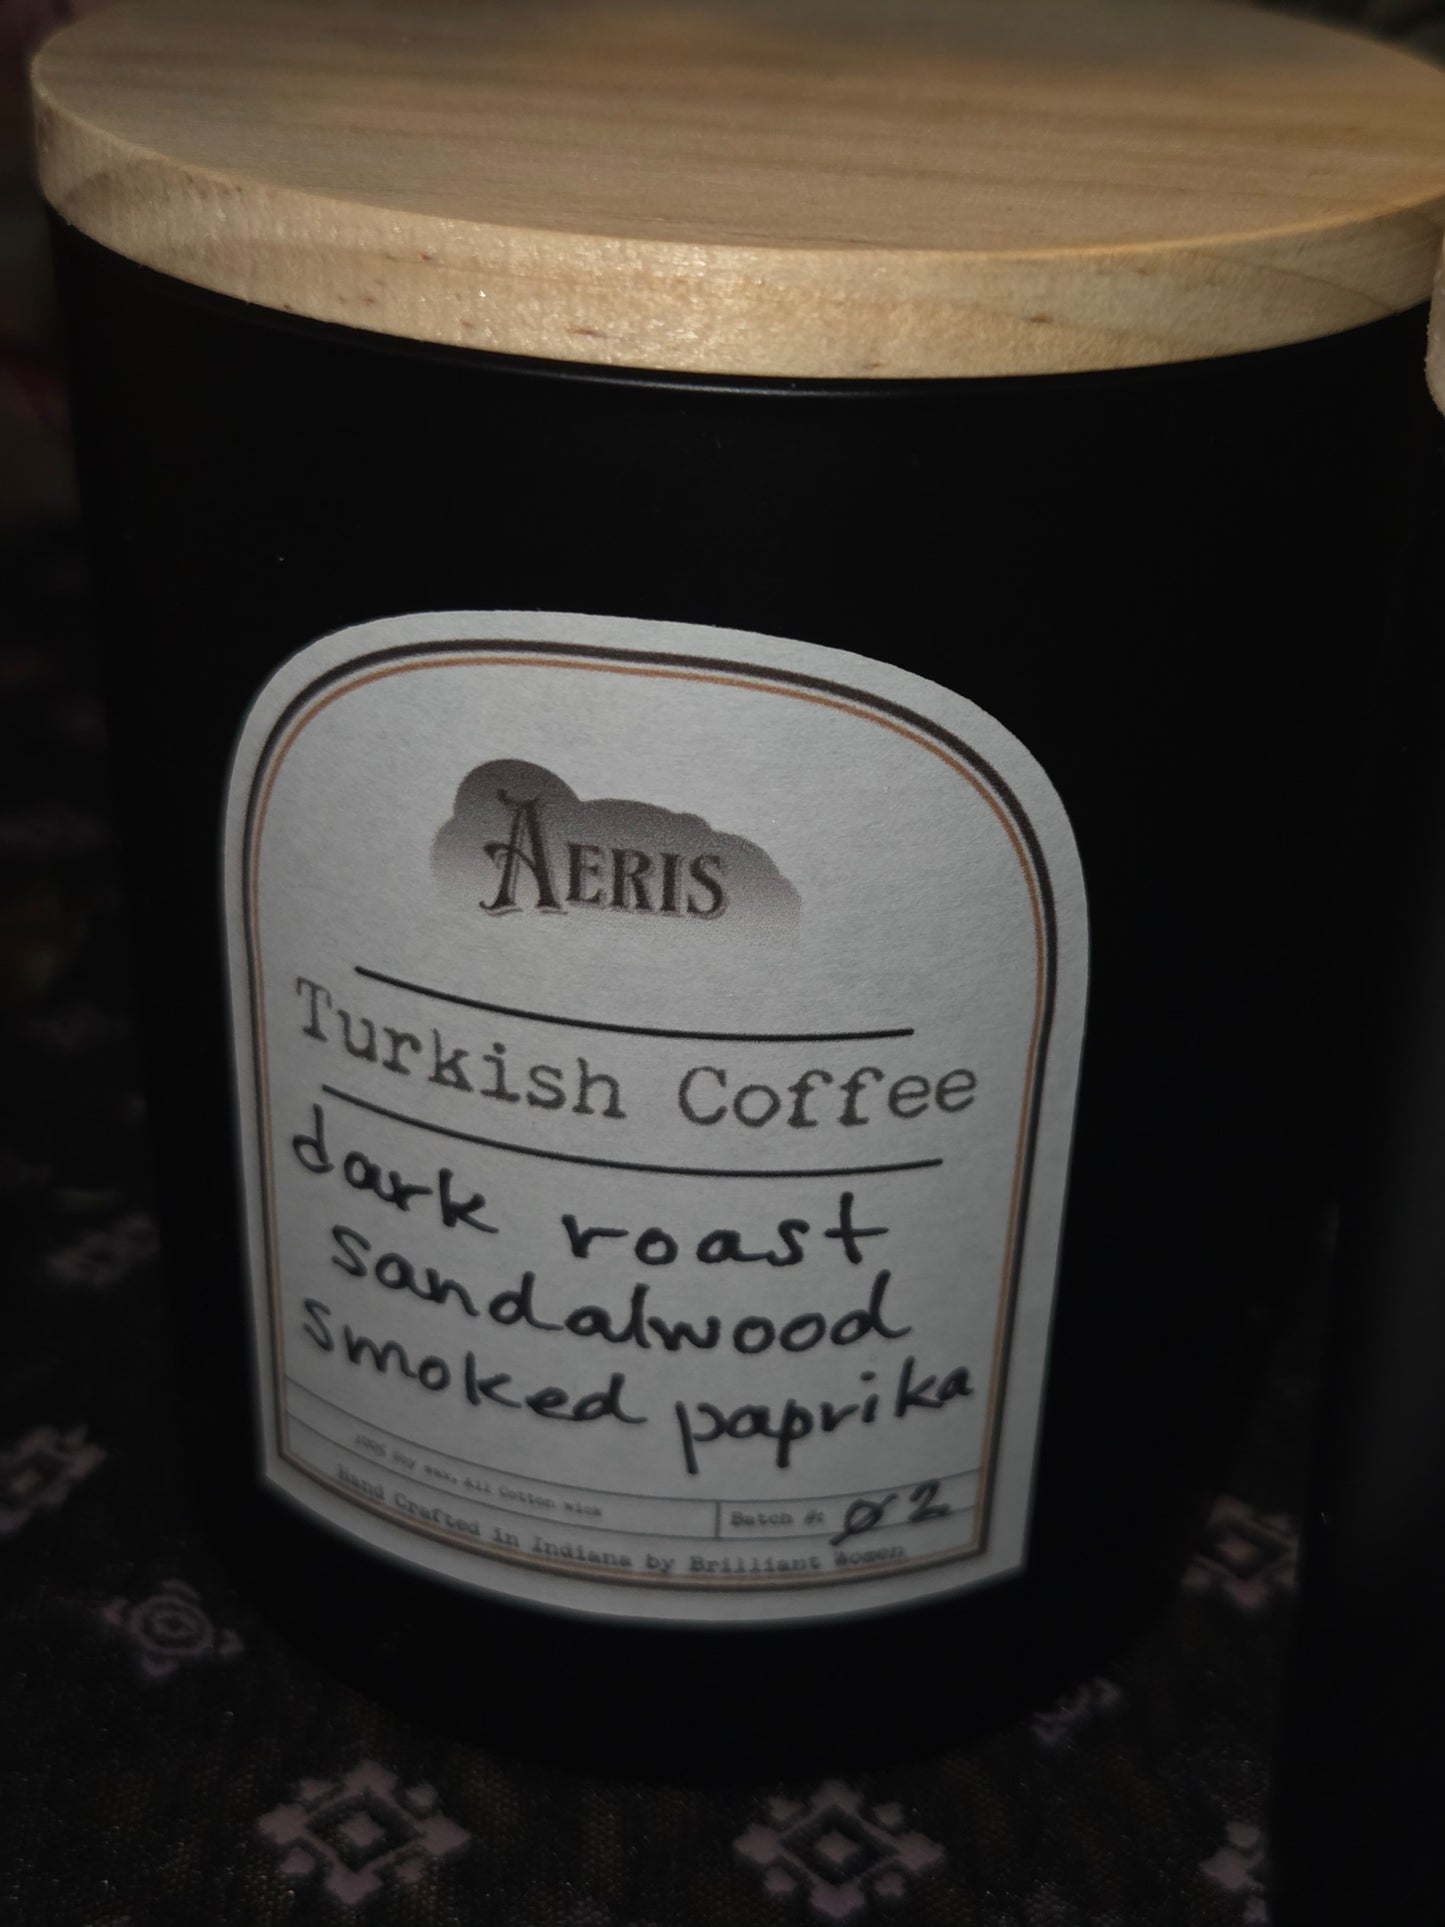 AERIS
Turkish Coffee
dark roast
sandalwood
smoked paprika
100% Soy wax, All Cotton wick
Batch #: 02
Hand Crafted in Indiana by Brilliant Women